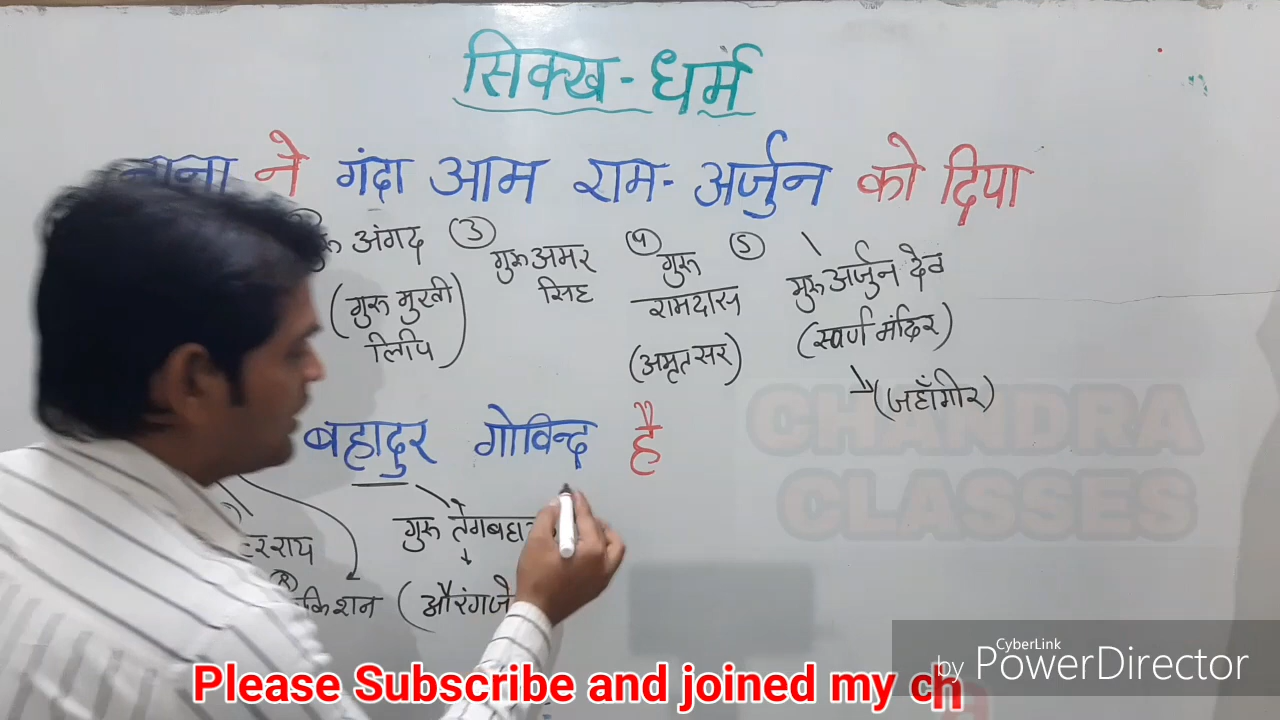 सिक्ख - धर्म
नाना ने गंदा आम राम - अर्जुन को दिया
गुरू अंगद
(गुरू मुखी
लिपि)
3
गुरू अमर
सिंह
4
गुरू
रामदास
(अमृतसर)
5
गुरू अर्जुन देव
(स्वर्ण मंदिर)
(जहाँगीर)
बहादुर गोविन्द है
गुरू तेगबहा
(औरंगजे
रराय
8
किशन
CHANDRA
CLASSES
CyberLink
by PowerDirector
Please Subscribe and joined my ch